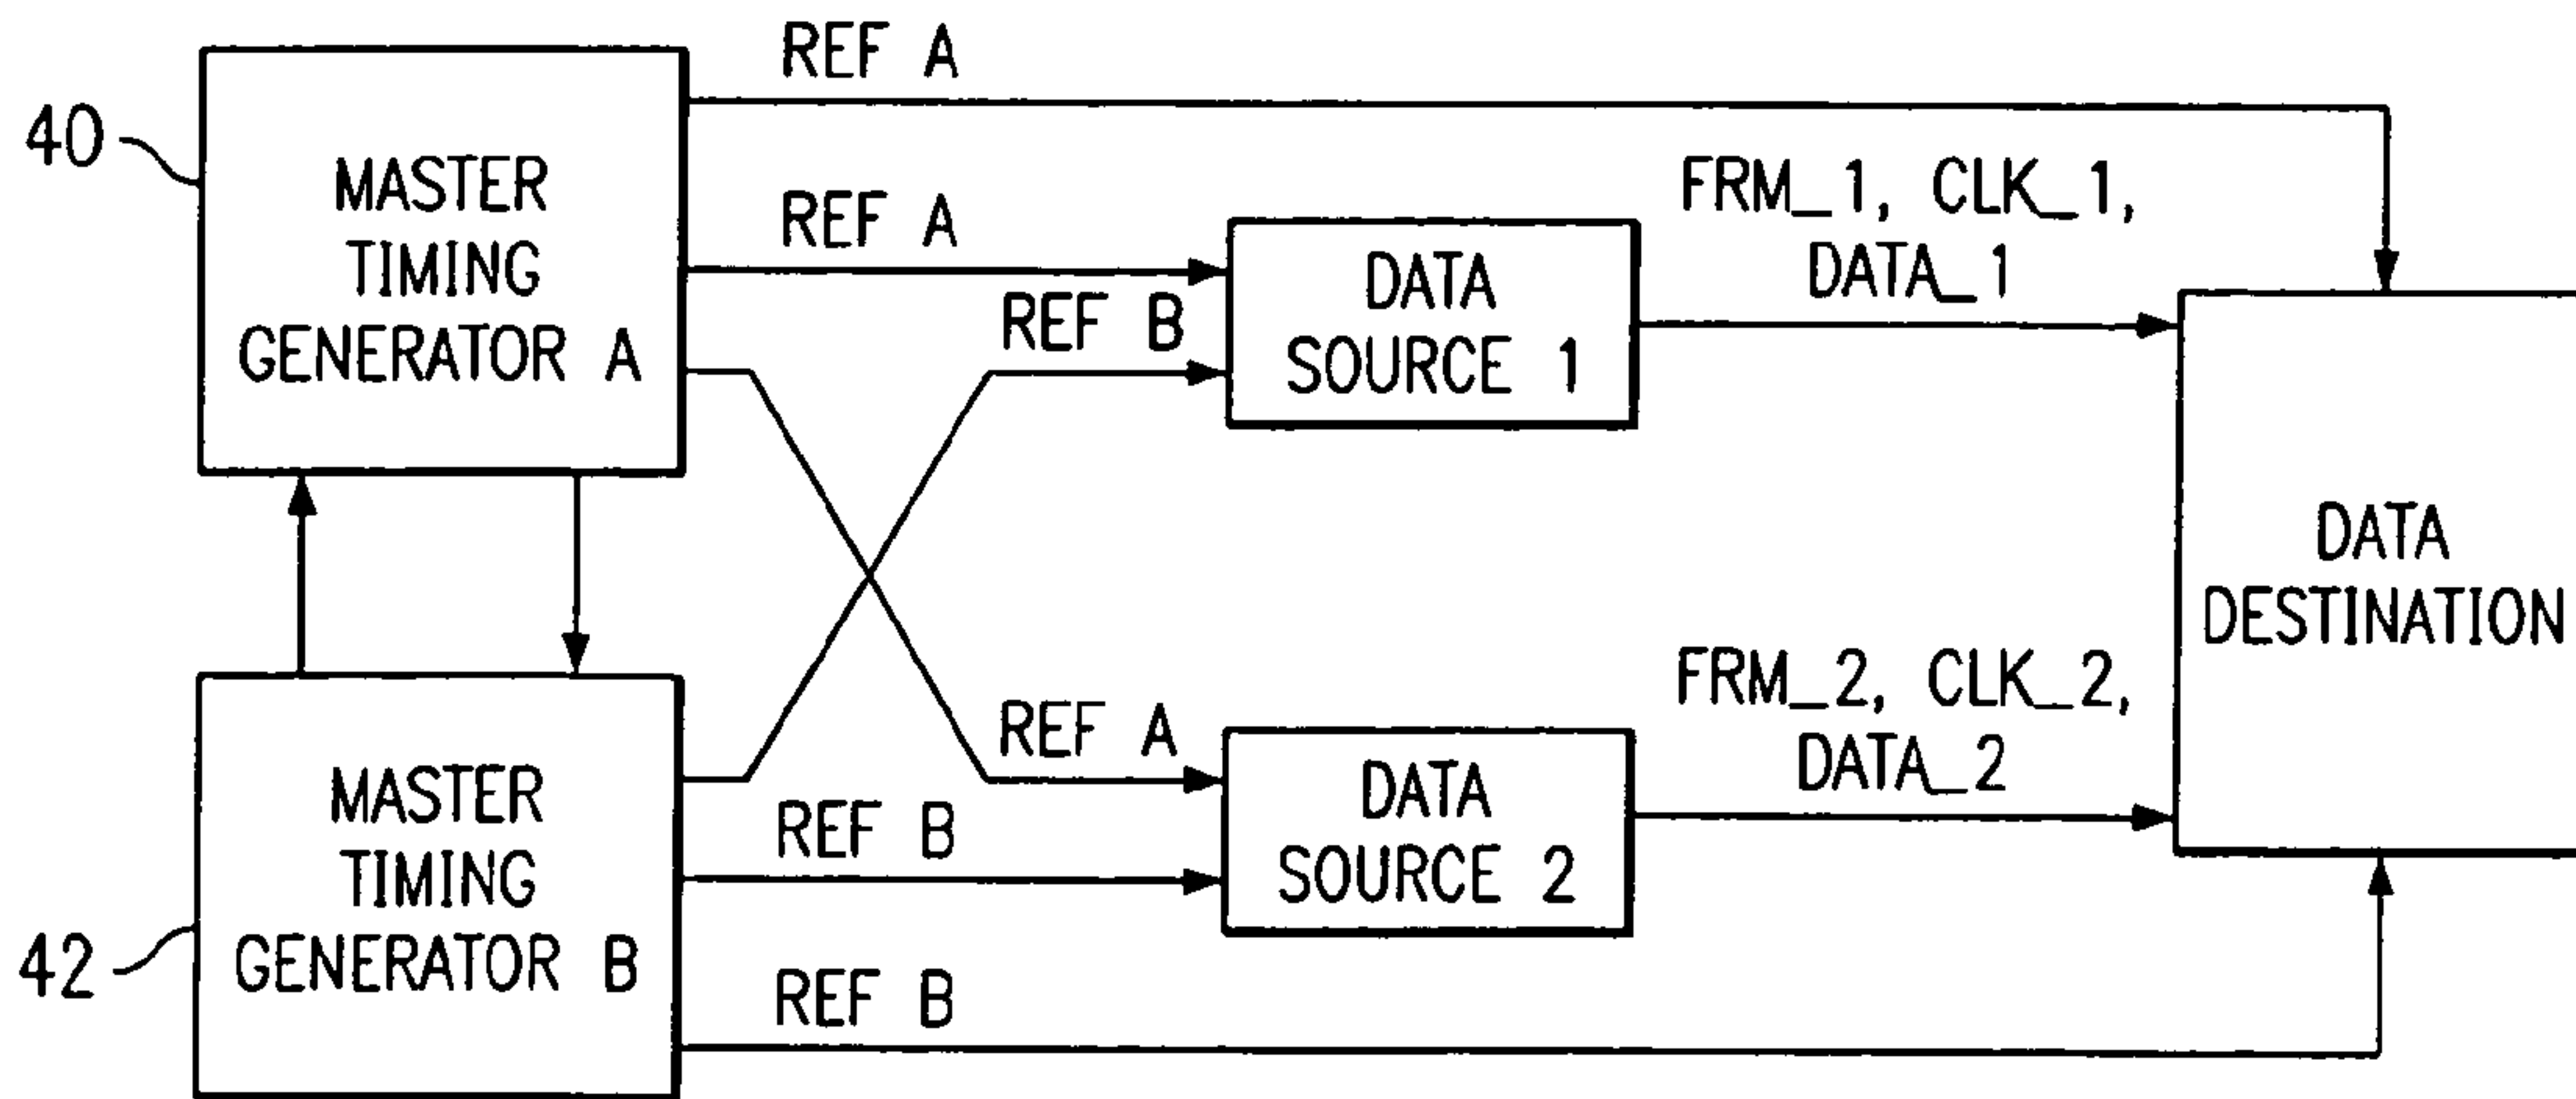 REF A
40
MASTER
TIMING
GENERATOR A
REF A
REF B
DATA
SOURCE 1
FRM_1, CLK_1,
DATA_1
DATA
DESTINATION
REF A
FRM_2, CLK_2,
DATA_2
DATA
SOURCE 2
MASTER
TIMING
GENERATOR B
42
REF B
REF B